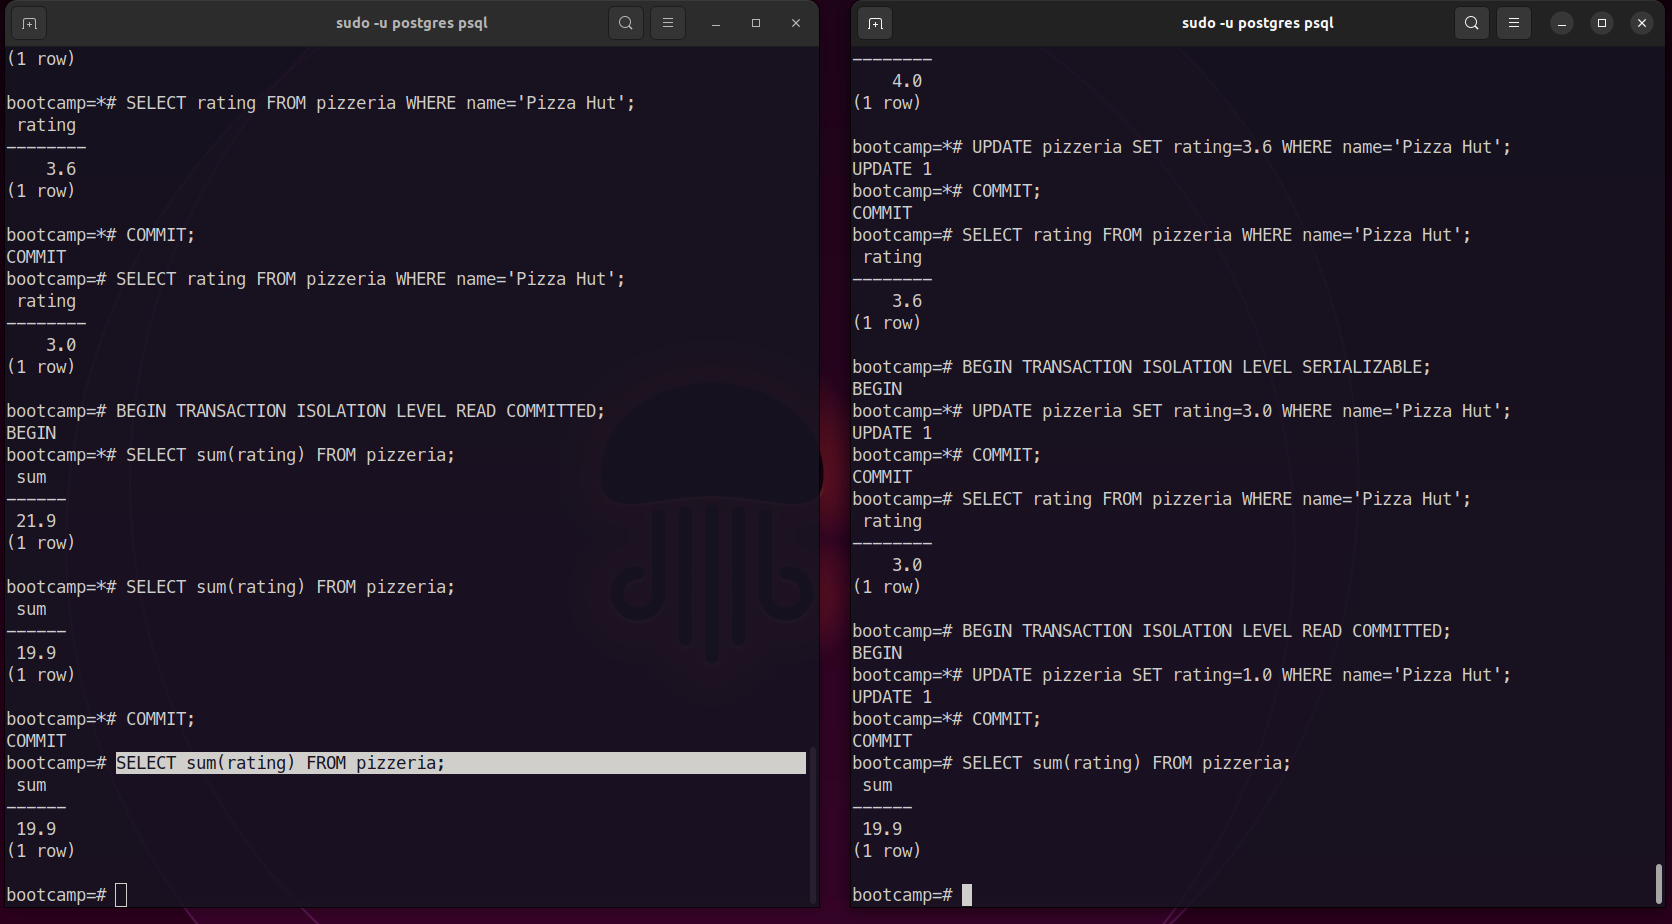 sudo -u postgres psql
(1 row)
bootcamp=*# SELECT rating FROM pizzeria WHERE name='Pizza Hut';
rating
--------
3.6
(1 row)
bootcamp=*# COMMIT;
COMMIT
bootcamp=# SELECT rating FROM pizzeria WHERE name='Pizza Hut';
rating
--------
3.0
(1 row)
bootcamp=# BEGIN TRANSACTION ISOLATION LEVEL READ COMMITTED;
BEGIN
bootcamp=*# SELECT sum(rating) FROM pizzeria;
sum
------
21.9
(1 row)
bootcamp=*# SELECT sum(rating) FROM pizzeria;
sum
------
19.9
(1 row)
bootcamp=*# COMMIT;
COMMIT
bootcamp=# SELECT sum(rating) FROM pizzeria;
sum
------
19.9
(1 row)
bootcamp=#
sudo -u postgres psql
--------
4.0
(1 row)
bootcamp=*# UPDATE pizzeria SET rating=3.6 WHERE name='Pizza Hut';
UPDATE 1
bootcamp=*# COMMIT;
COMMIT
bootcamp=# SELECT rating FROM pizzeria WHERE name='Pizza Hut';
rating
--------
3.6
(1 row)
bootcamp=# BEGIN TRANSACTION ISOLATION LEVEL SERIALIZABLE;
BEGIN
bootcamp=*# UPDATE pizzeria SET rating=3.0 WHERE name='Pizza Hut';
UPDATE 1
bootcamp=*# COMMIT;
COMMIT
bootcamp=# SELECT rating FROM pizzeria WHERE name='Pizza Hut';
rating
--------
3.0
(1 row)
bootcamp=# BEGIN TRANSACTION ISOLATION LEVEL READ COMMITTED;
BEGIN
bootcamp=*# UPDATE pizzeria SET rating=1.0 WHERE name='Pizza Hut';
UPDATE 1
bootcamp=*# COMMIT;
COMMIT
bootcamp=# SELECT sum(rating) FROM pizzeria;
sum
------
19.9
(1 row)
bootcamp=#